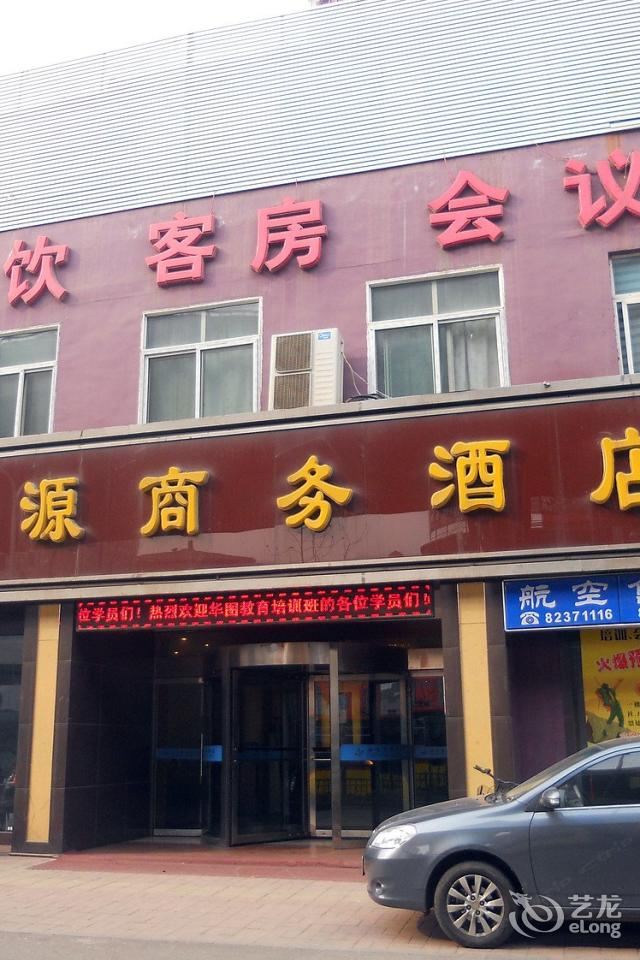 饮 客房 会议
源商务酒店
位学员们！热烈欢迎华图教育培训班的各位学员们！
航空
☎82371116
培训、会
火爆预
艺龙
eLong